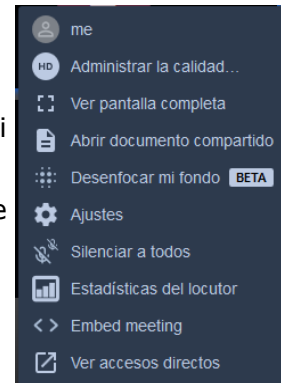 me
HD Administrar la calidad...
Ver pantalla completa
i
Abrir documento compartido
Desenfocar mi fondo BETA
e
Ajustes
Silenciar a todos
Estadísticas del locutor
Embed meeting
Ver accesos directos